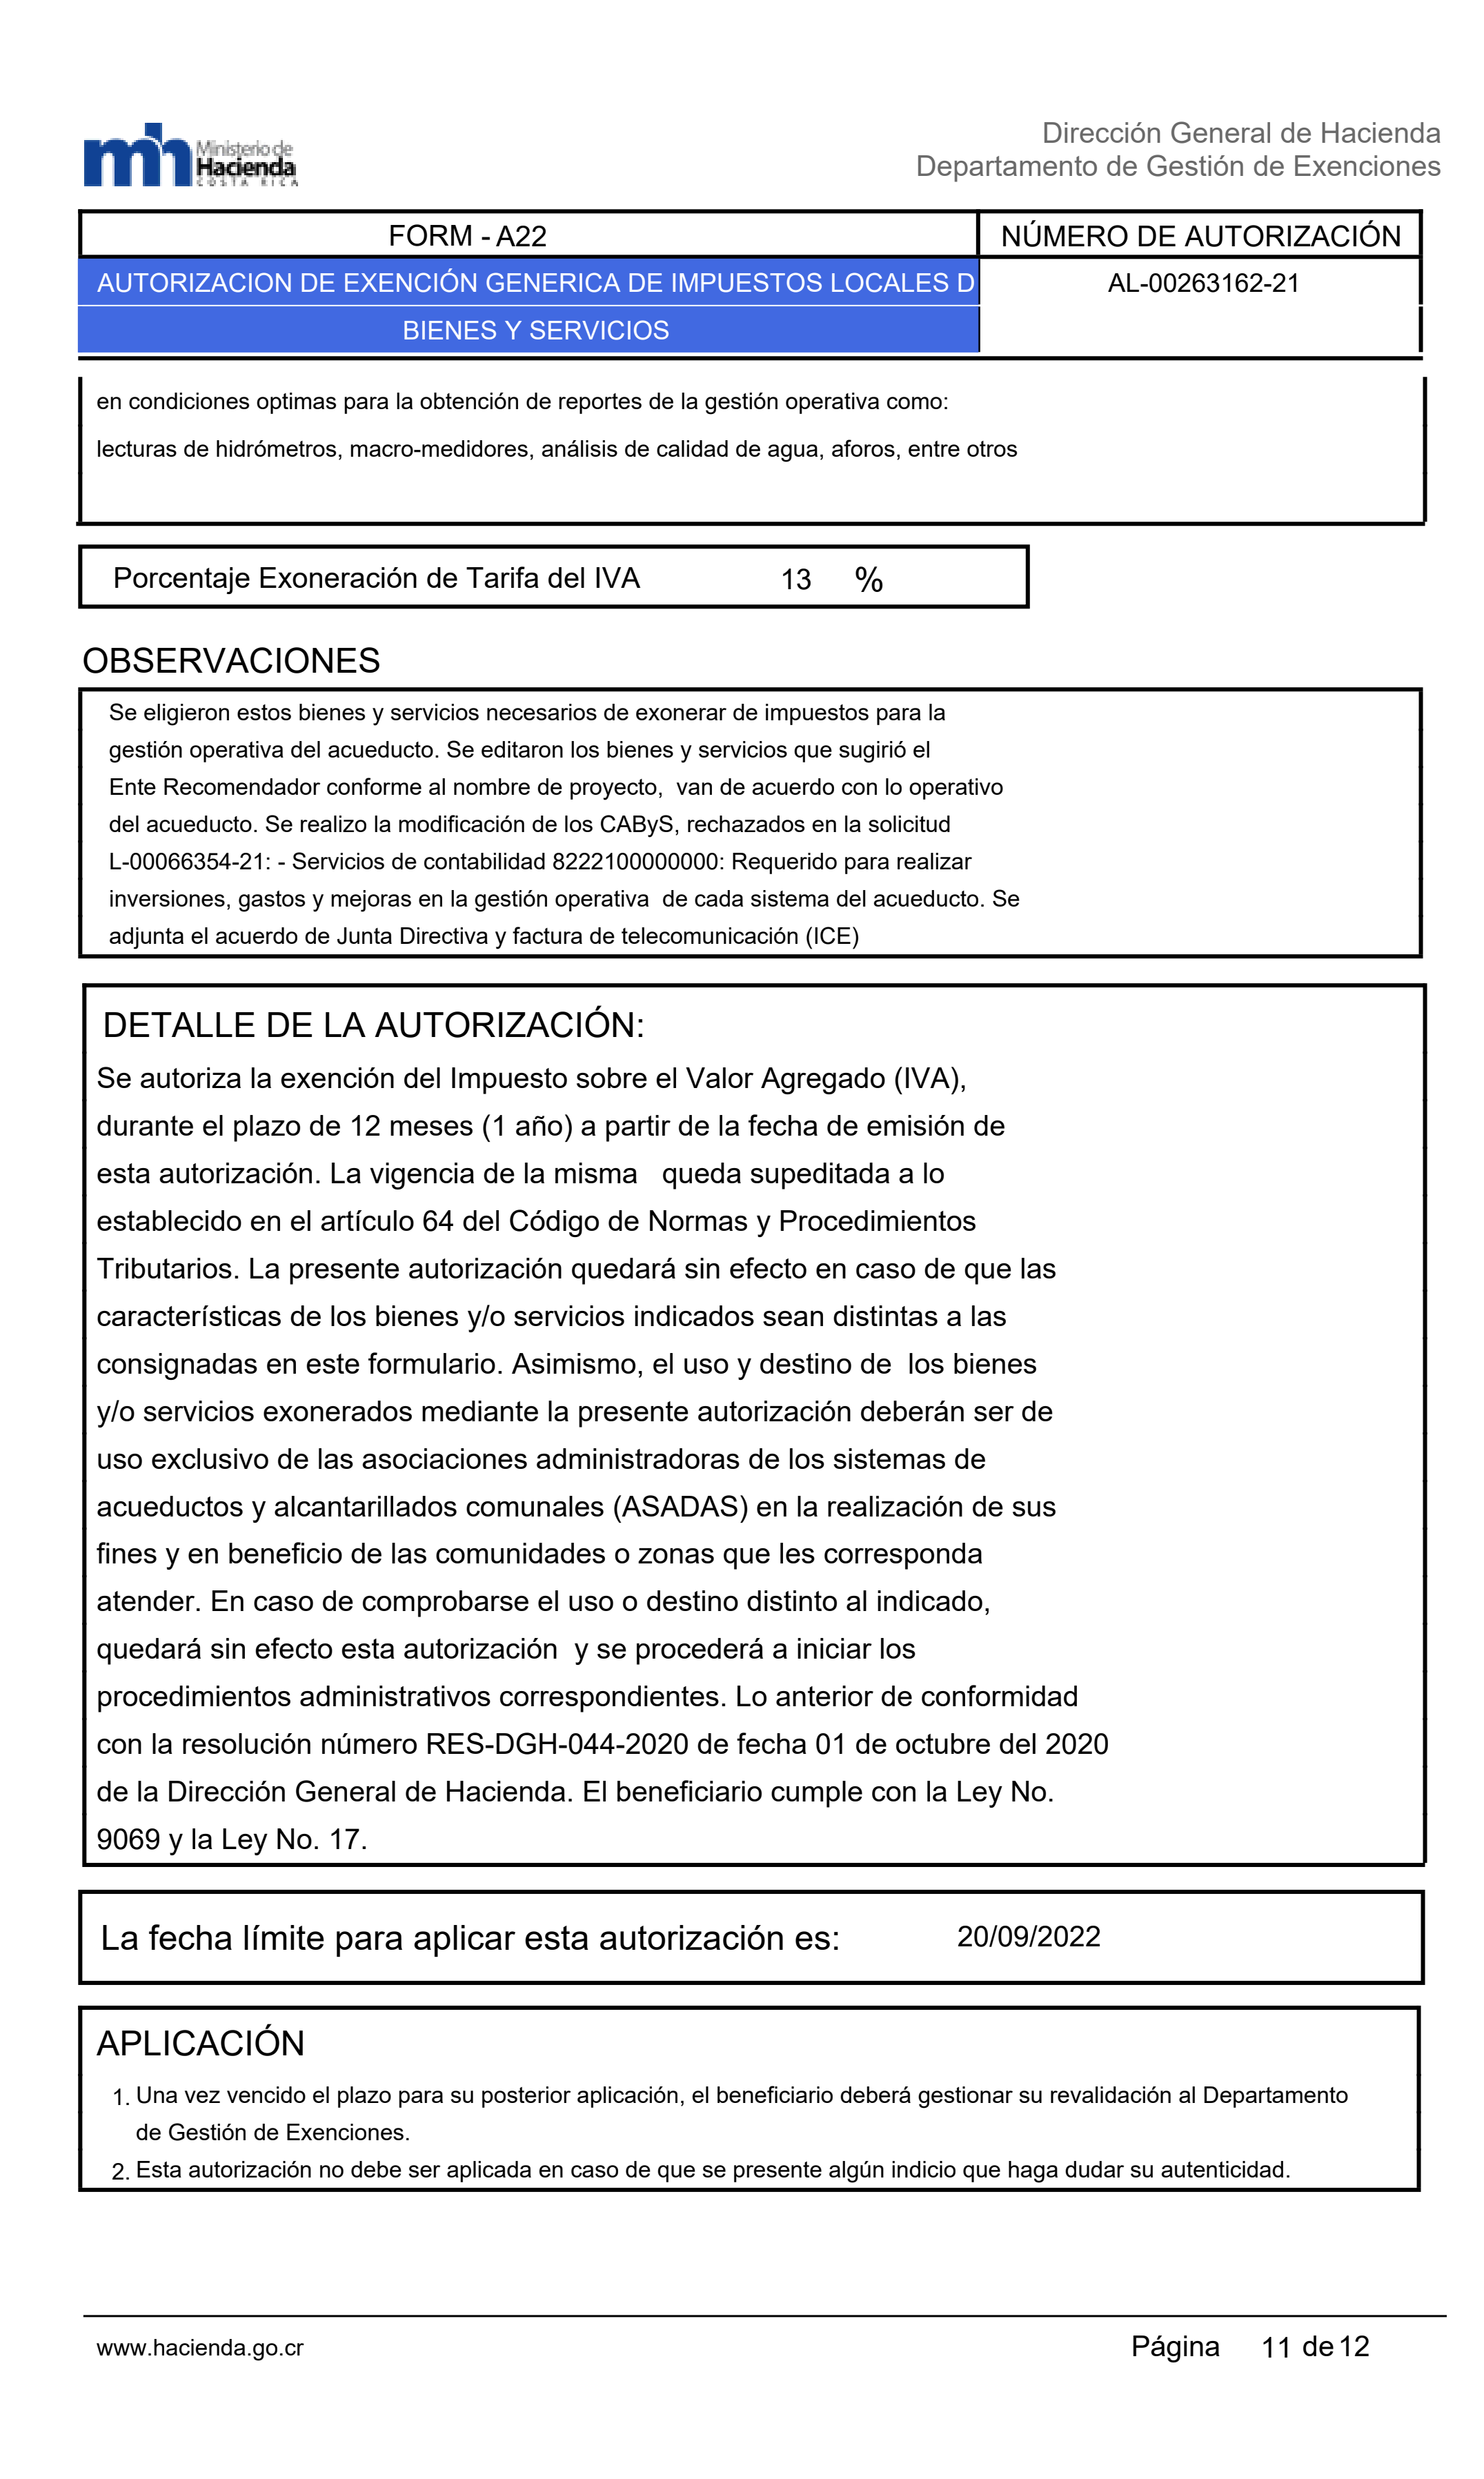 Ministerio de
Hacienda
COSTA RICA
Dirección General de Hacienda
Departamento de Gestión de Exenciones
FORM - A22
NÚMERO DE AUTORIZACIÓN
AUTORIZACION DE EXENCIÓN GENERICA DE IMPUESTOS LOCALES D
AL-00263162-21
BIENES Y SERVICIOS
en condiciones optimas para la obtención de reportes de la gestión operativa como:
lecturas de hidrómetros, macro-medidores, análisis de calidad de agua, aforos, entre otros
Porcentaje Exoneración de Tarifa del IVA 13 %
OBSERVACIONES
Se eligieron estos bienes y servicios necesarios de exonerar de impuestos para la
gestión operativa del acueducto. Se editaron los bienes y servicios que sugirió el
Ente Recomendador conforme al nombre de proyecto, van de acuerdo con lo operativo
del acueducto. Se realizo la modificación de los CAByS, rechazados en la solicitud
L-00066354-21: - Servicios de contabilidad 8222100000000: Requerido para realizar
inversiones, gastos y mejoras en la gestión operativa de cada sistema del acueducto. Se
adjunta el acuerdo de Junta Directiva y factura de telecomunicación (ICE)
DETALLE DE LA AUTORIZACIÓN:
Se autoriza la exención del Impuesto sobre el Valor Agregado (IVA),
durante el plazo de 12 meses (1 año) a partir de la fecha de emisión de
esta autorización. La vigencia de la misma queda supeditada a lo
establecido en el artículo 64 del Código de Normas y Procedimientos
Tributarios. La presente autorización quedará sin efecto en caso de que las
características de los bienes y/o servicios indicados sean distintas a las
consignadas en este formulario. Asimismo, el uso y destino de los bienes
y/o servicios exonerados mediante la presente autorización deberán ser de
uso exclusivo de las asociaciones administradoras de los sistemas de
acueductos y alcantarillados comunales (ASADAS) en la realización de sus
fines y en beneficio de las comunidades o zonas que les corresponda
atender. En caso de comprobarse el uso o destino distinto al indicado,
quedará sin efecto esta autorización y se procederá a iniciar los
procedimientos administrativos correspondientes. Lo anterior de conformidad
con la resolución número RES-DGH-044-2020 de fecha 01 de octubre del 2020
de la Dirección General de Hacienda. El beneficiario cumple con la Ley No.
9069 y la Ley No. 17.
La fecha límite para aplicar esta autorización es: 20/09/2022
APLICACIÓN
1. Una vez vencido el plazo para su posterior aplicación, el beneficiario deberá gestionar su revalidación al Departamento
de Gestión de Exenciones.
2. Esta autorización no debe ser aplicada en caso de que se presente algún indicio que haga dudar su autenticidad.
www.hacienda.go.cr
Página 11 de 12